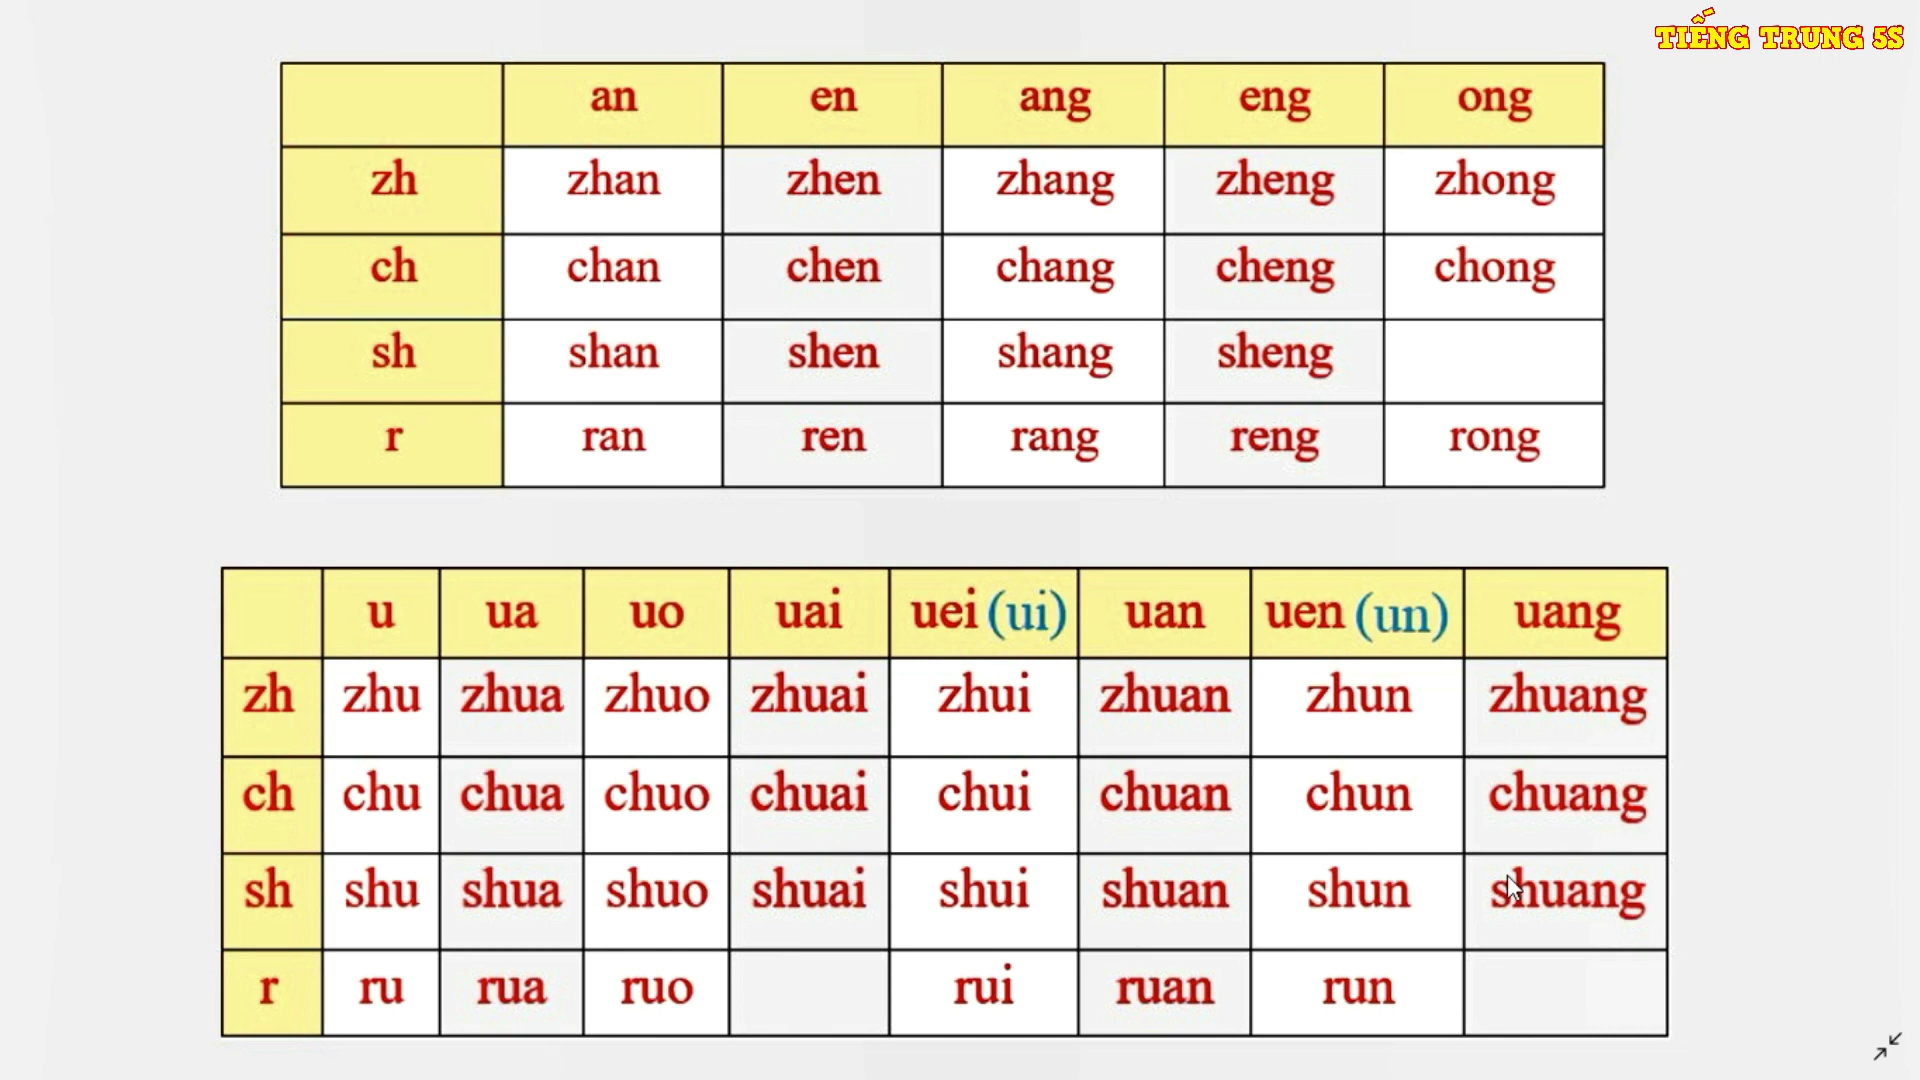 TIẾNG TRUNG 5S
an en ang eng ong
zh zhan zhen zhang zheng zhong
ch chan chen chang cheng chong
sh shan shen shang sheng
r ran ren rang reng rong
u ua uo uai uei (ui) uan uen (un) uang
zh zhu zhua zhuo zhuai zhui zhuan zhun zhuang
ch chu chua chuo chuai chui chuan chun chuang
sh shu shua shuo shuai shui shuan shun shuang
r ru rua ruo rui ruan run